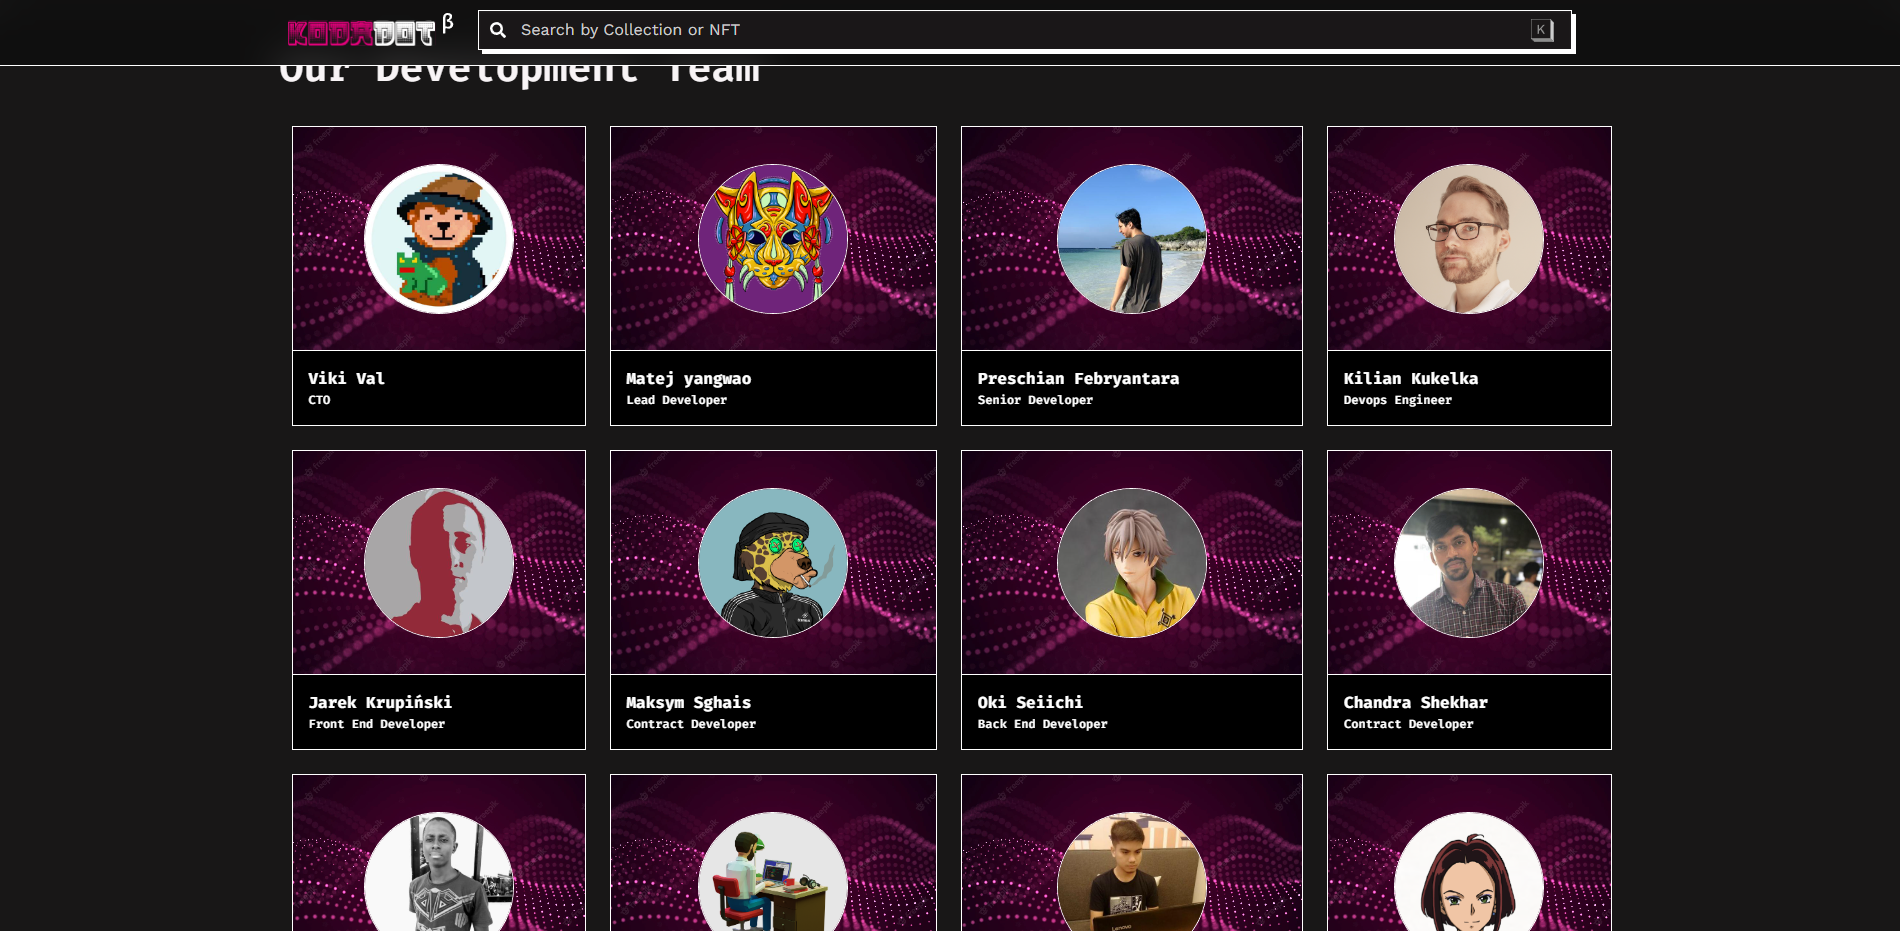 KODADOT β
Search by Collection or NFT
K
Our Development Team
Viki Val
CTO
Matej yangwao
Lead Developer
Preschian Febryantara
Senior Developer
Kilian Kukelka
Devops Engineer
Jarek Krupiński
Front End Developer
Maksym Sghais
Contract Developer
Oki Seiichi
Back End Developer
Chandra Shekhar
Contract Developer
Lenovo